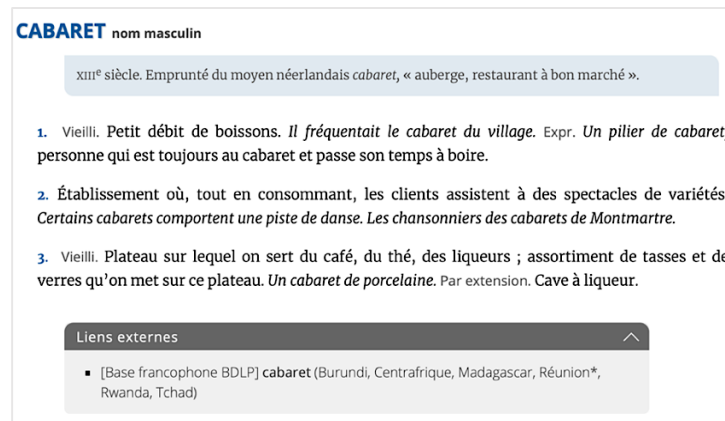 CABARET nom masculin
XIIIe siècle. Emprunté du moyen néerlandais cabaret, « auberge, restaurant à bon marché ».
1. Vieilli. Petit débit de boissons. Il fréquentait le cabaret du village. Expr. Un pilier de cabaret,
personne qui est toujours au cabaret et passe son temps à boire.
2. Établissement où, tout en consommant, les clients assistent à des spectacles de variétés
Certains cabarets comportent une piste de danse. Les chansonniers des cabarets de Montmartre.
3. Vieilli. Plateau sur lequel on sert du café, du thé, des liqueurs ; assortiment de tasses et de
verres qu’on met sur ce plateau. Un cabaret de porcelaine. Par extension. Cave à liqueur.
Liens externes
▪ [Base francophone BDLP] cabaret (Burundi, Centrafrique, Madagascar, Réunion*,
Rwanda, Tchad)